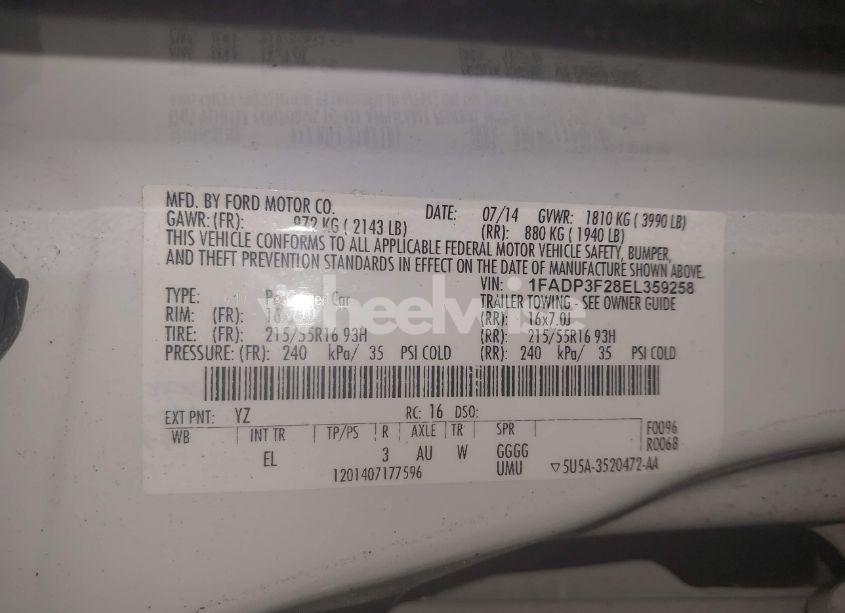 MFD. BY FORD MOTOR CO. DATE: 07/14 GVWR: 1810 KG ( 3990 LB)
GAWR: (FR): 972 KG ( 2143 LB) (RR): 880 KG ( 1940 LB)
THIS VEHICLE CONFORMS TO ALL APPLICABLE FEDERAL MOTOR VEHICLE SAFETY, BUMPER,
AND THEFT PREVENTION STANDARDS IN EFFECT ON THE DATE OF MANUFACTURE SHOWN ABOVE.
VIN: 1FADP3F28EL359258
TYPE: Car TRAILER TOWING - SEE OWNER GUIDE
RIM: (FR): (RR): 16x7.0J
wheelwise
TIRE: (FR): 215/55R16 93H (RR): 215/55R16 93H
PRESSURE: (FR): 240 kPa/ 35 PSI COLD (RR): 240 kPa/ 35 PSI COLD
EXT PNT: YZ RC: 16 DSO:
WB INT TR TP/PS R AXLE TR SPR F0096
R0068
EL 3 AU W GGGG
1201407177596 UMU ▽5U5A-3520472-AA